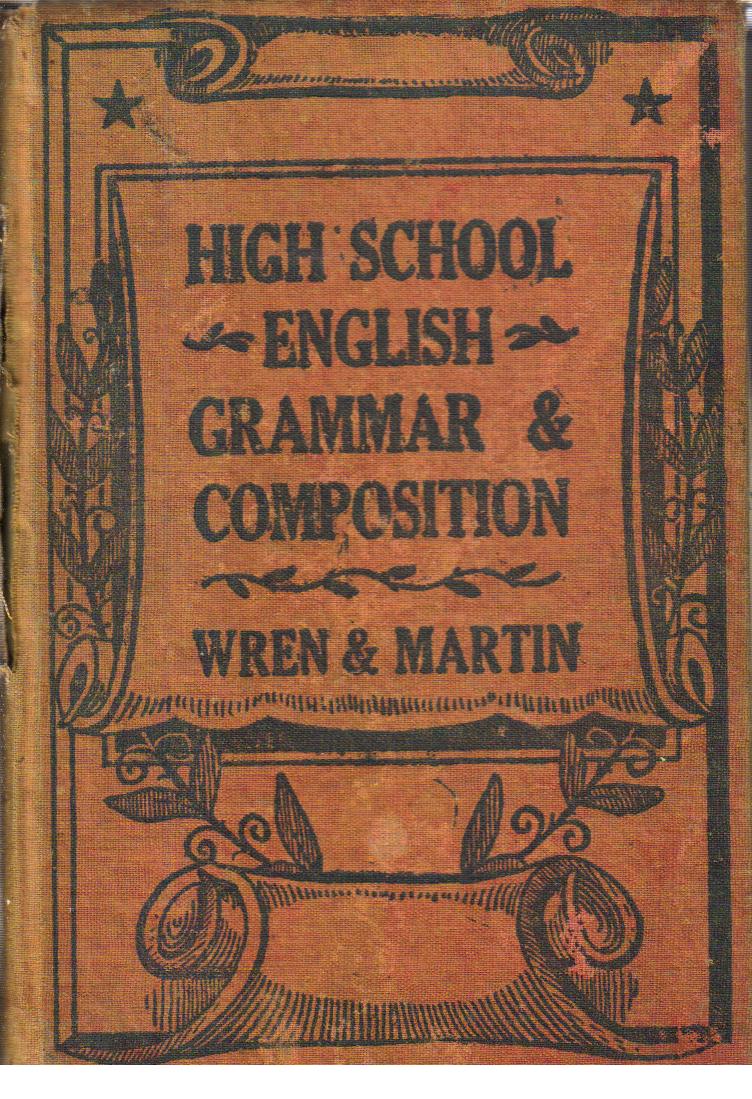 HIGH SCHOOL
ENGLISH
GRAMMAR &
COMPOSITION
WREN & MARTIN